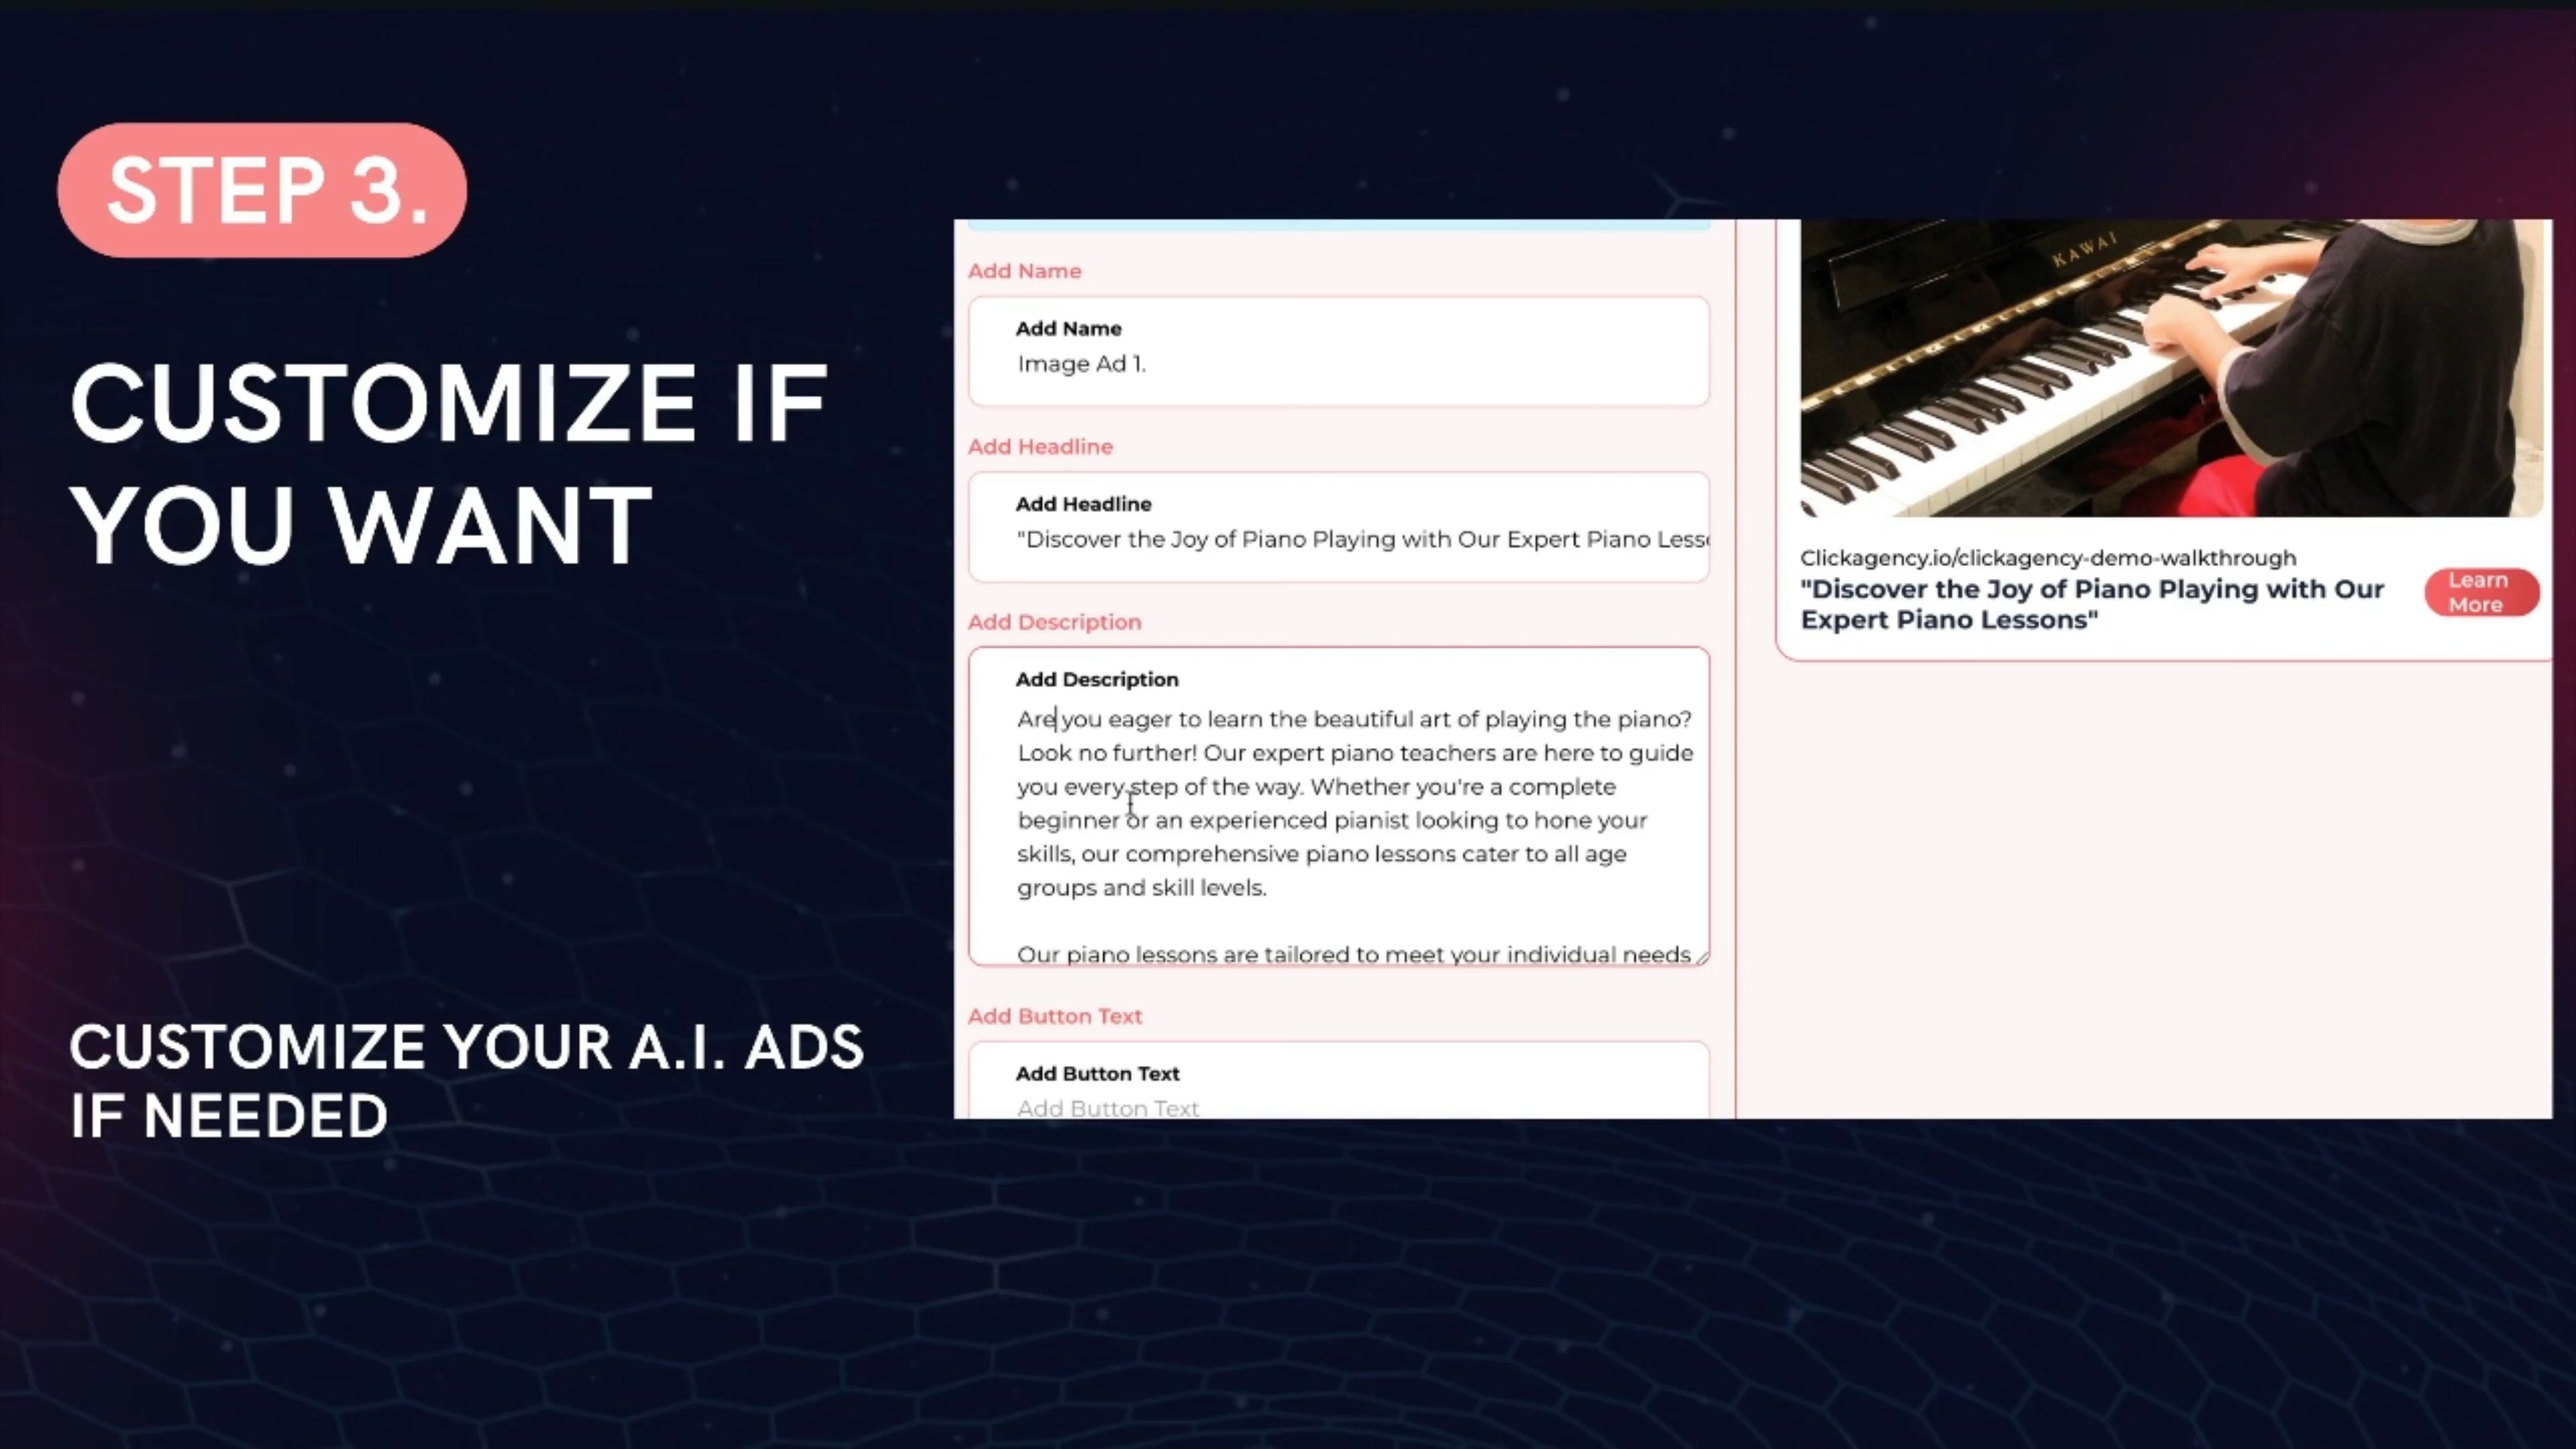 STEP 3.
CUSTOMIZE IF
YOU WANT
CUSTOMIZE YOUR A.I. ADS
IF NEEDED
Add Name
Add Name
Image Ad 1.
Add Headline
Add Headline
"Discover the Joy of Piano Playing with Our Expert Piano Less
Add Description
Add Description
Are you eager to learn the beautiful art of playing the piano?
Look no further! Our expert piano teachers are here to guide
you every step of the way. Whether you're a complete
beginner or an experienced pianist looking to hone your
skills, our comprehensive piano lessons cater to all age
groups and skill levels.
Our piano lessons are tailored to meet your individual needs
Add Button Text
Add Button Text
Add Button Text
KAWAI
Clickagency.io/clickagency-demo-walkthrough
"Discover the Joy of Piano Playing with Our
Expert Piano Lessons"
Learn
More